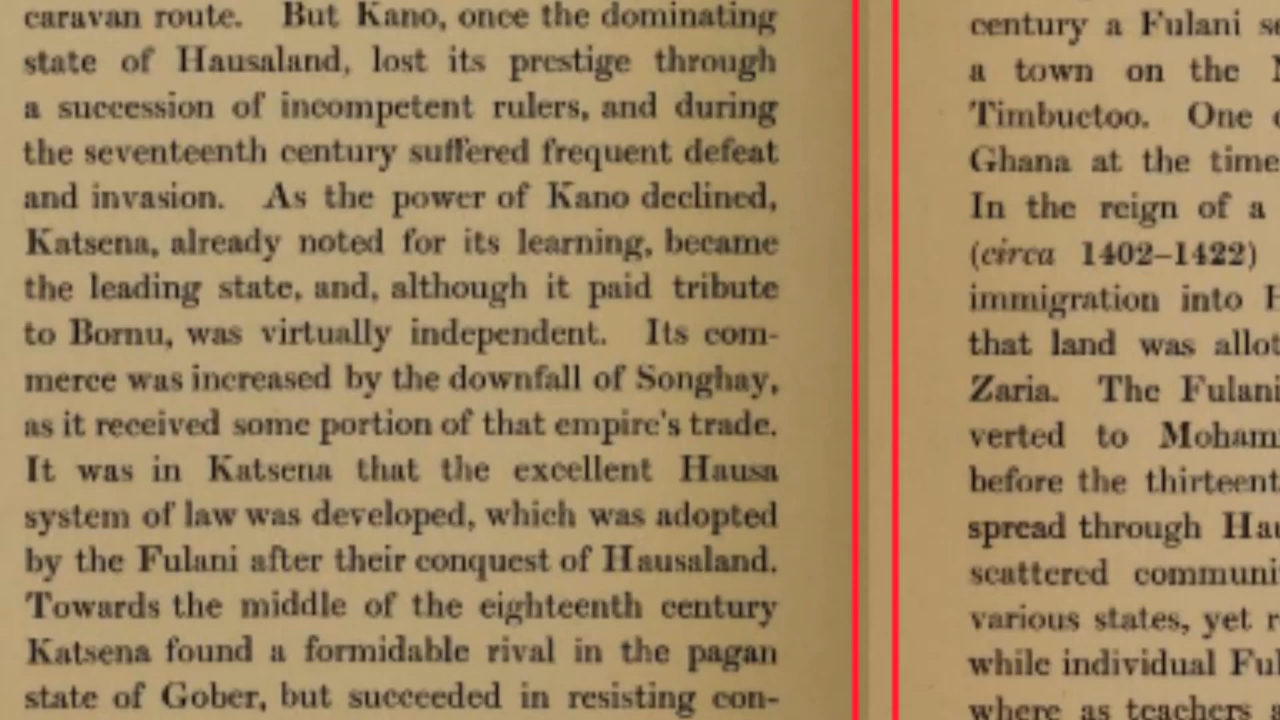 caravan route. But Kano, once the dominating
state of Hausaland, lost its prestige through
a succession of incompetent rulers, and during
the seventeenth century suffered frequent defeat
and invasion. As the power of Kano declined,
Katsena, already noted for its learning, became
the leading state, and, although it paid tribute
to Bornu, was virtually independent. Its com-
merce was increased by the downfall of Songhay,
as it received some portion of that empire's trade.
It was in Katsena that the excellent Hausa
system of law was developed, which was adopted
by the Fulani after their conquest of Hausaland.
Towards the middle of the eighteenth century
Katsena found a formidable rival in the pagan
state of Gober, but succeeded in resisting con-
century a Fulani
a town on the
Timbuctoo. One
Ghana at the time
In the reign of a
(circa 1402–1422)
immigration into
that land was allot
Zaria. The Fulani
verted to Moham
before the thirteent
spread through Hau
scattered communi
various states, yet
while individual Ful
where as teachers